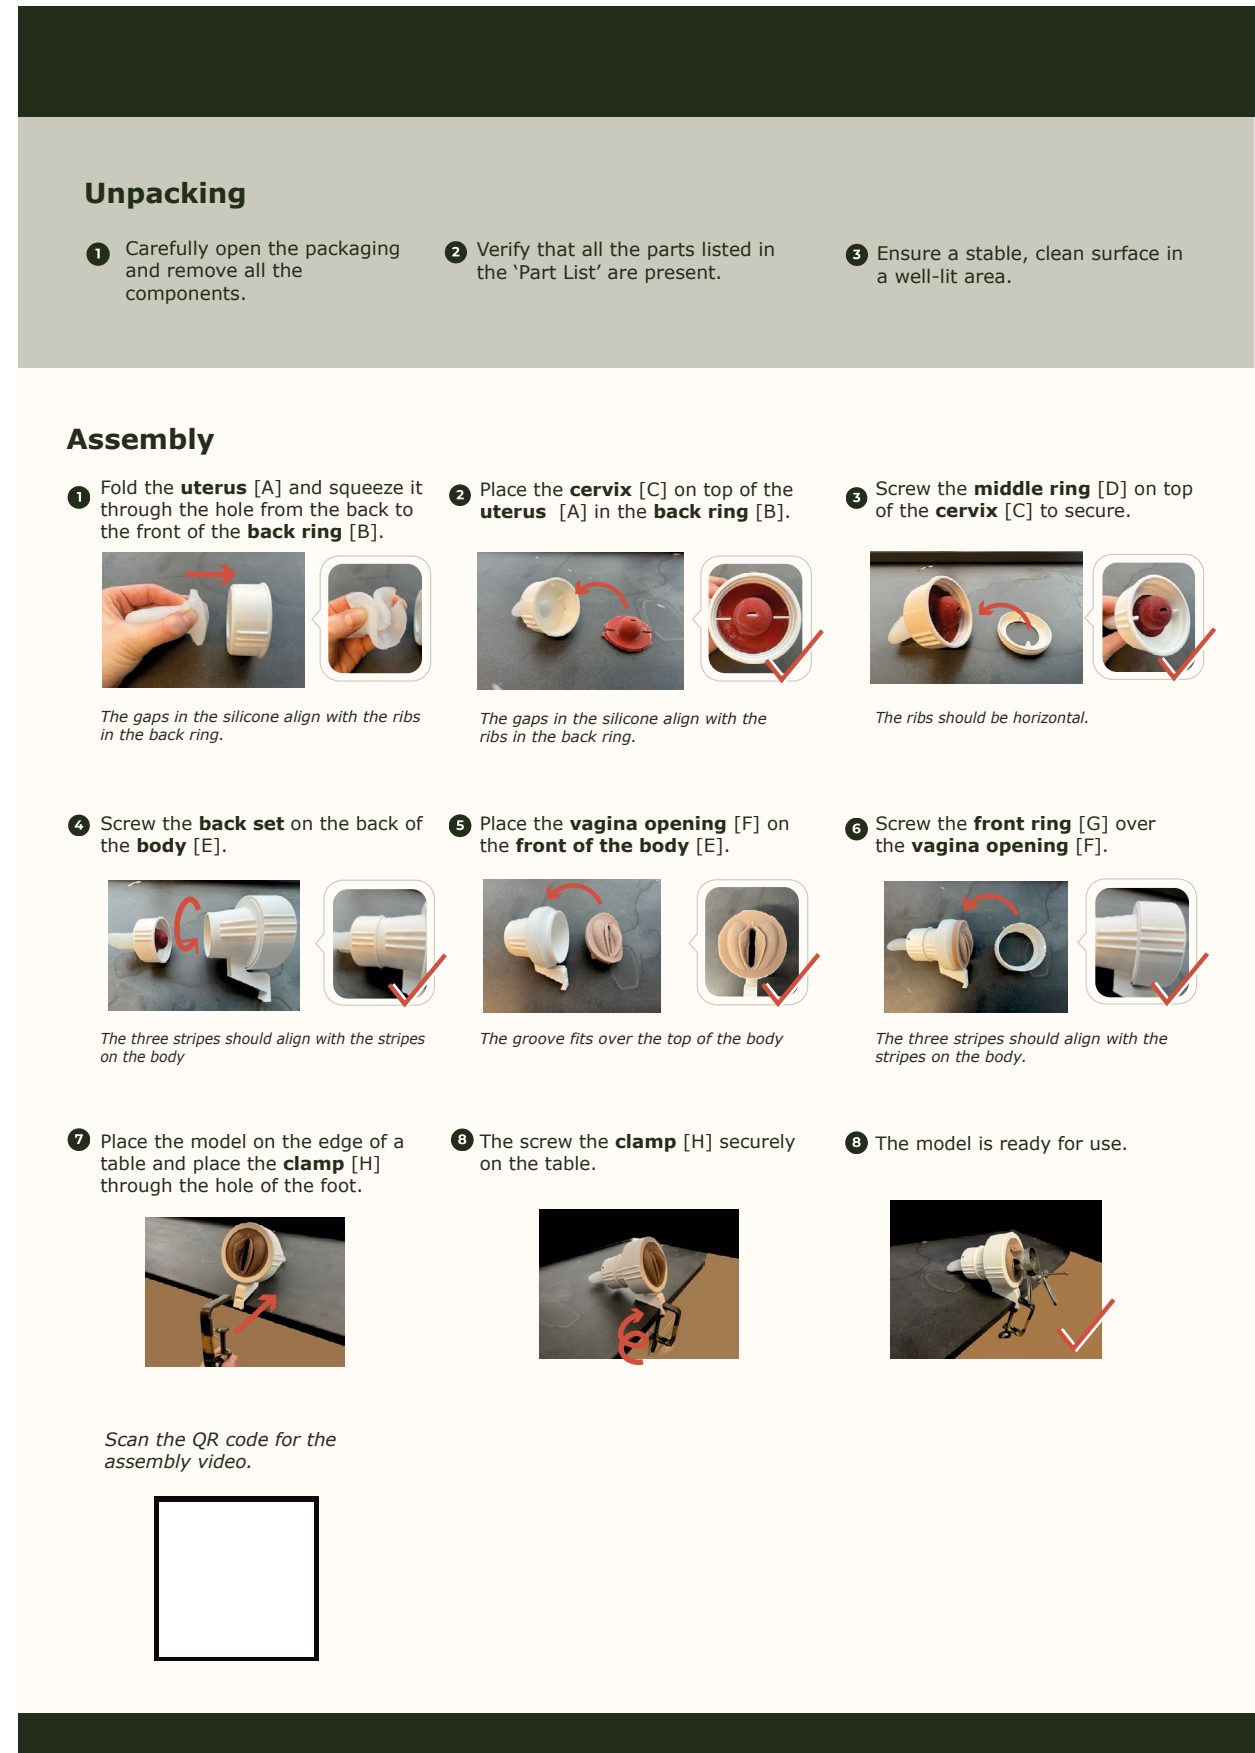 Unpacking
1 Carefully open the packaging
and remove all the
components.
2 Verify that all the parts listed in
the ‘Part List’ are present.
3 Ensure a stable, clean surface in
a well-lit area.
Assembly
1 Fold the uterus [A] and squeeze it
through the hole from the back to
the front of the back ring [B].
The gaps in the silicone align with the ribs
in the back ring.
2 Place the cervix [C] on top of the
uterus [A] in the back ring [B].
The gaps in the silicone align with the
ribs in the back ring.
3 Screw the middle ring [D] on top
of the cervix [C] to secure.
The ribs should be horizontal.
4 Screw the back set on the back of
the body [E].
The three stripes should align with the stripes
on the body
5 Place the vagina opening [F] on
the front of the body [E].
The groove fits over the top of the body
6 Screw the front ring [G] over
the vagina opening [F].
The three stripes should align with the
stripes on the body.
7 Place the model on the edge of a
table and place the clamp [H]
through the hole of the foot.
8 The screw the clamp [H] securely
on the table.
8 The model is ready for use.
Scan the QR code for the
assembly video.